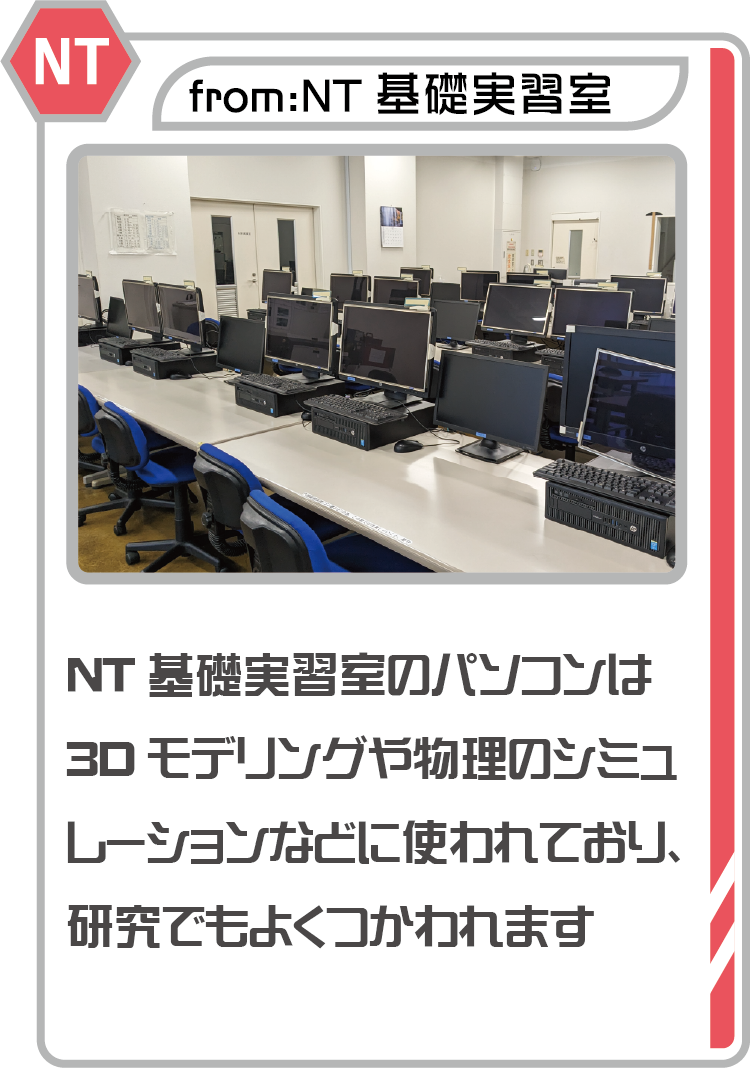 NT
from:NT 基礎実習室
NT 基礎実習室のパソコンは
3D モデリングや物理のシミュ
レーションなどに使われており、
研究でもよくつかわれます